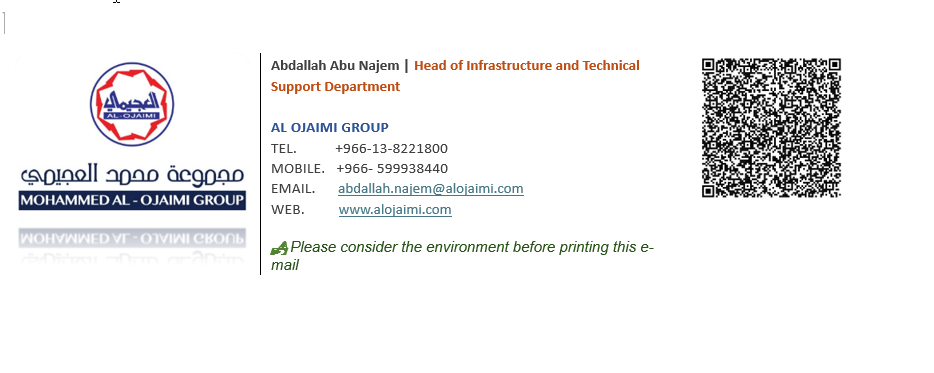 العجيمي
AL-OJAIMI
مجموعة محمد العجيمي
MOHAMMED AL - OJAIMI GROUP
Abdallah Abu Najem | Head of Infrastructure and Technical
Support Department
AL OJAIMI GROUP
TEL. +966-13-8221800
MOBILE. +966- 599938440
EMAIL. abdallah.najem@alojaimi.com
WEB. www.alojaimi.com
Please consider the environment before printing this e-
mail